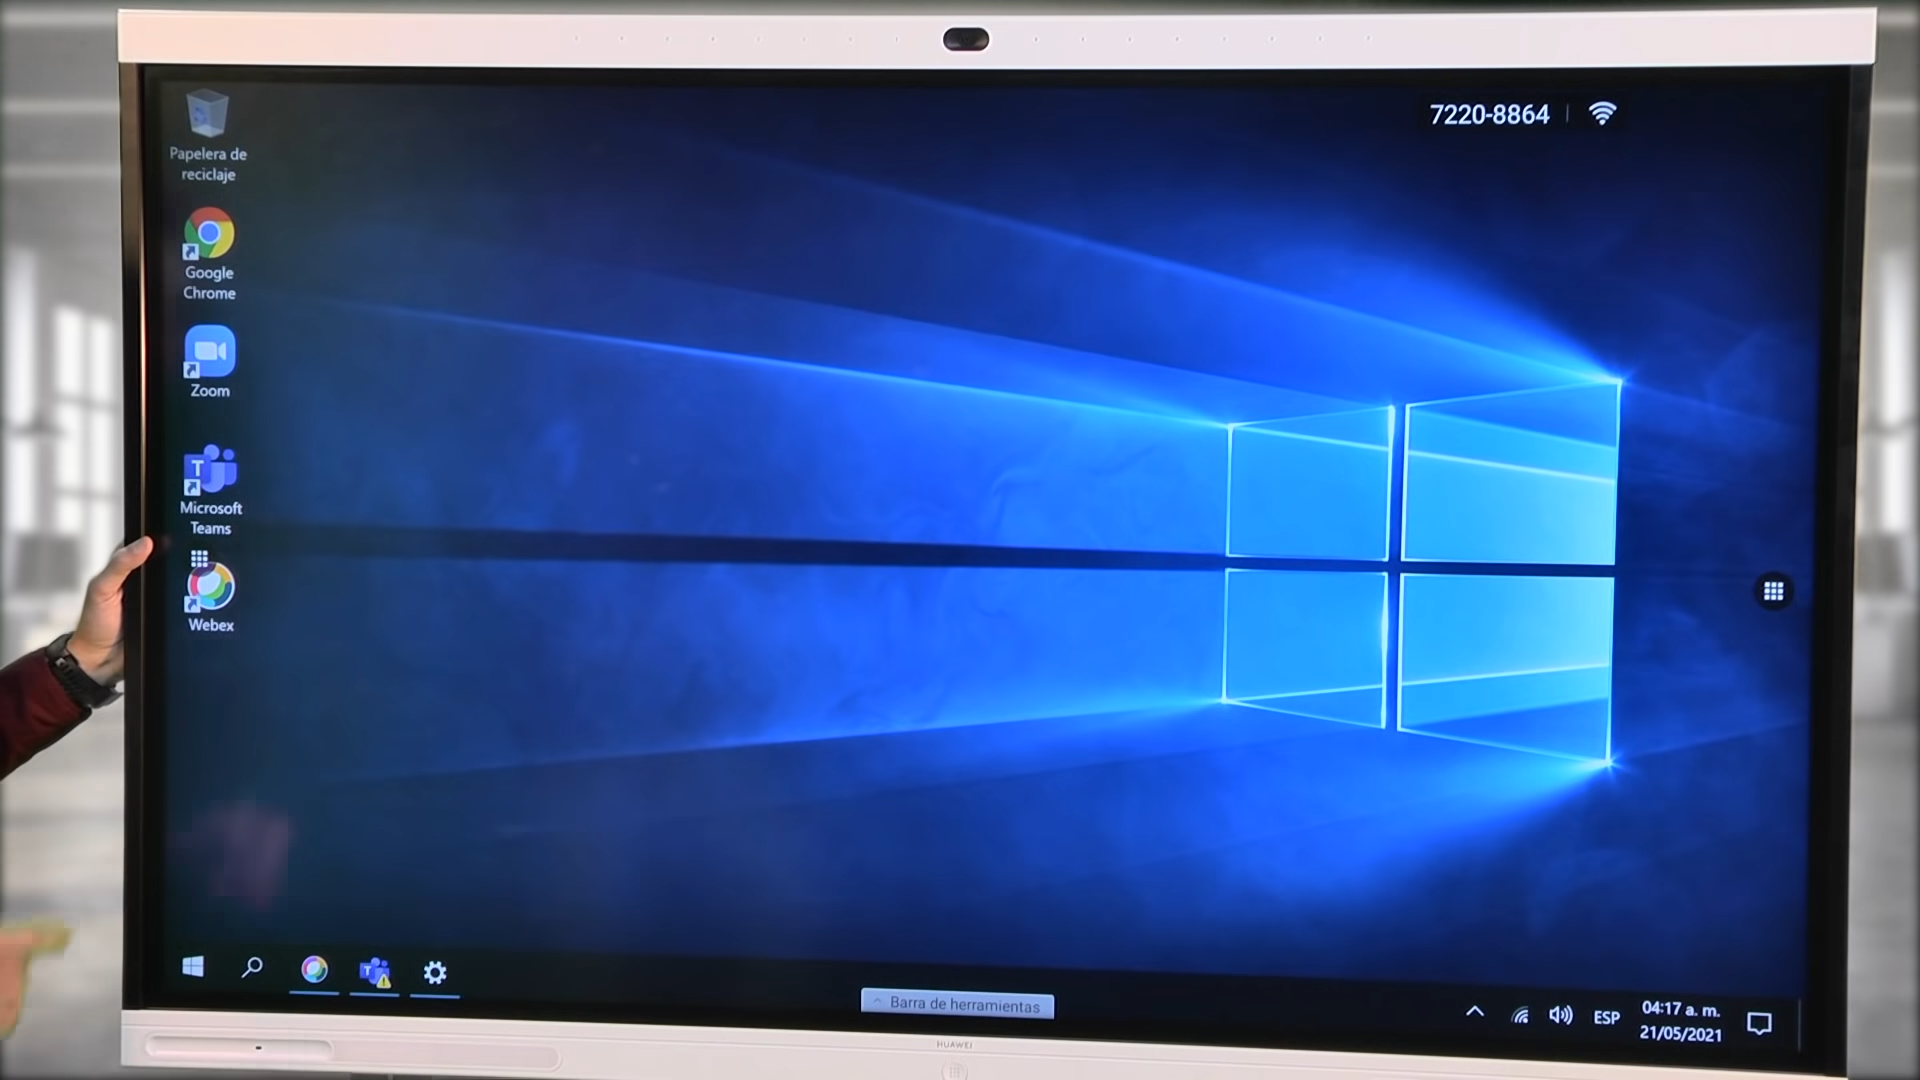 7220-8864
Papelera de
reciclaje
Google
Chrome
Zoom
T
Microsoft
Teams
Webex
T
Barra de herramientas
ESP
04:17 a. m.
21/05/2021
HUAWEI